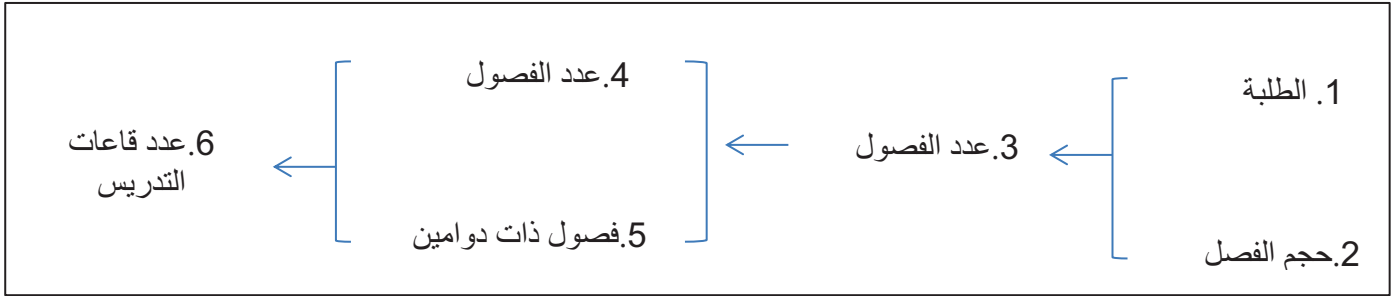 1. الطلبة
2.حجم الفصل
3.عدد الفصول
4.عدد الفصول
5.فصول ذات دوامين
6.عدد قاعات
التدريس